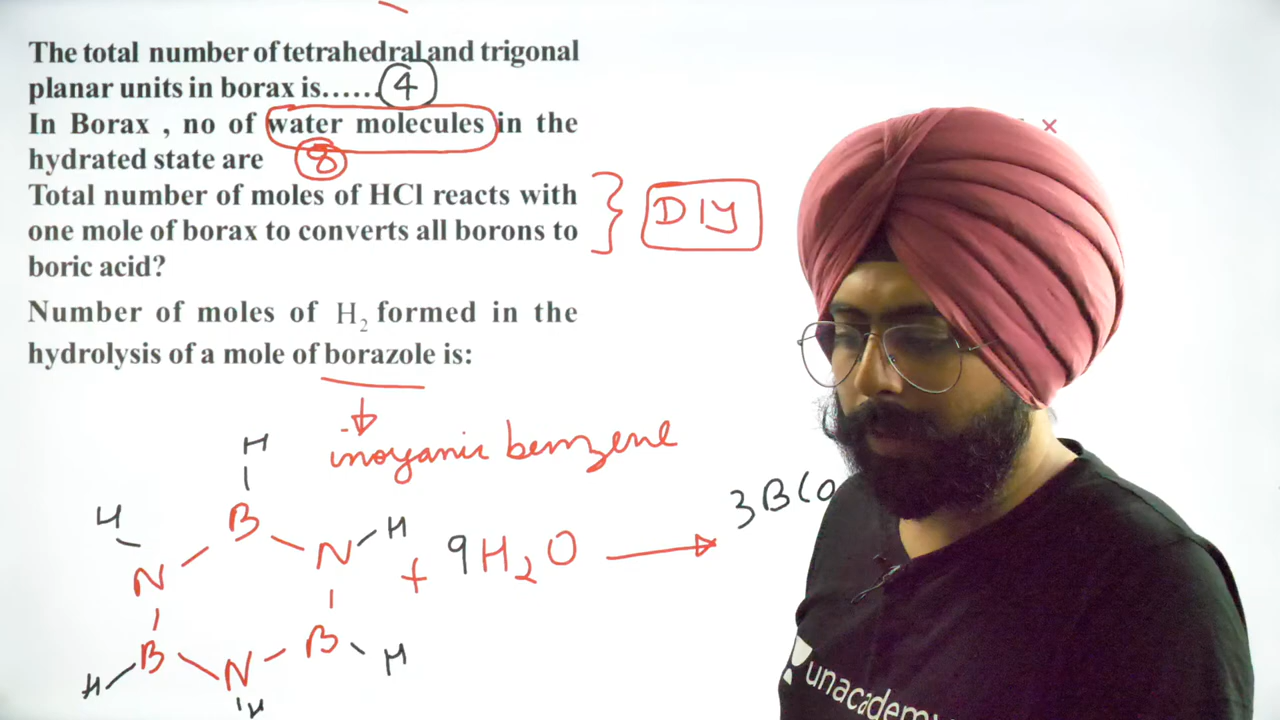 The total number of tetrahedral and trigonal
planar units in borax is...... 4
In Borax , no of water molecules in the
hydrated state are 8
Total number of moles of HCl reacts with
one mole of borax to converts all borons to
boric acid?
DIY
Number of moles of H₂ formed in the
hydrolysis of a mole of borazole is:
inorganic benzene
H
H B
N H
N + 9H₂O → 3B(O
B B
H N H
H
unacademy